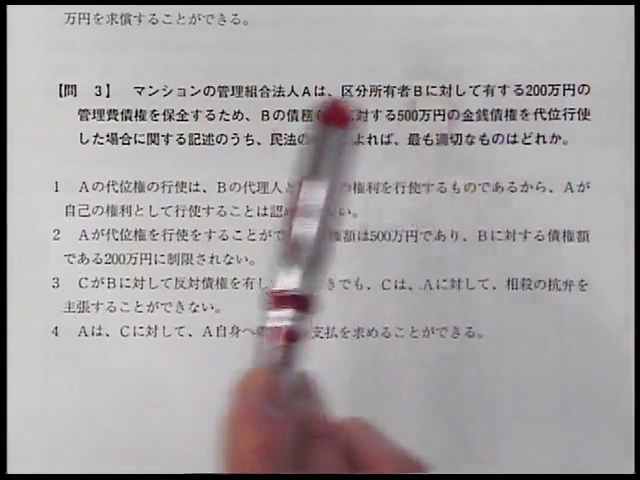 万円を求償することができる。
【問　3】　マンションの管理組合法人Aは、区分所有者Bに対して有する200万円の
管理費債権を保全するため、Bの債務 対する500万円の金銭債権を代位行使
した場合に関する記述のうち、民法の よれば、最も適切なものはどれか。
1　Aの代位権の行使は、Bの代理人と の権利を行使するものであるから、Aが
自己の権利として行使することは認め ない。
2　Aが代位権を行使をすることがで 権額は500万円であり、Bに対する債権額
である200万円に制限されない。
3　CがBに対して反対債権を有し きでも、Cは、Aに対して、相殺の抗弁を
主張することができない。
4　Aは、Cに対して、A自身への 支払を求めることができる。